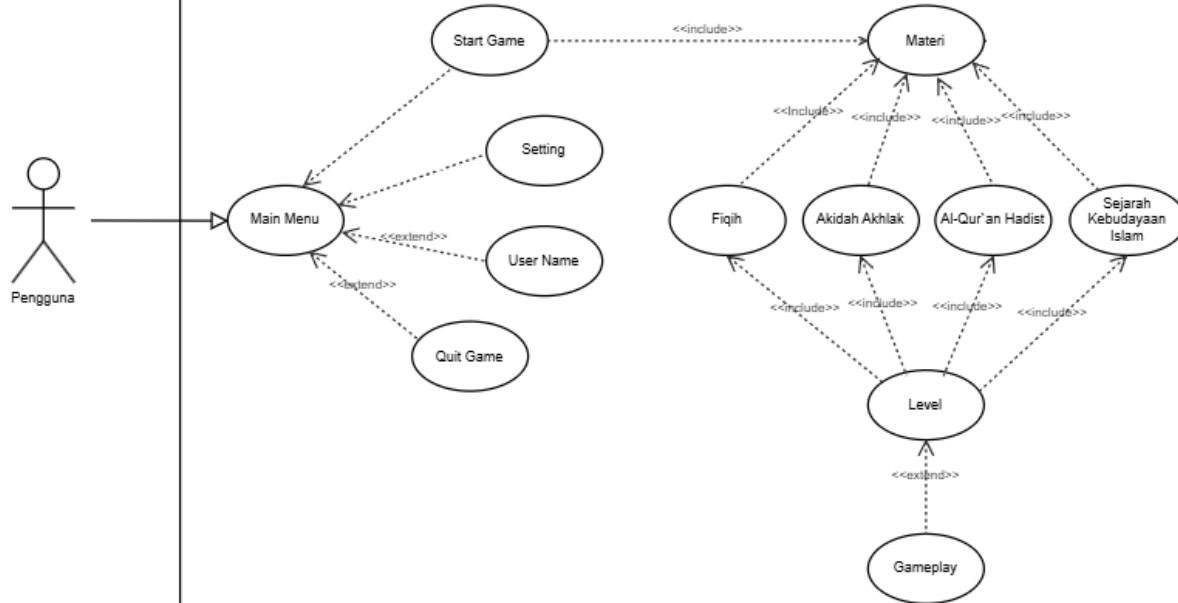 Start Game
<<include>>
Materi
<<Include>>
<<include>>
<<include>>
<<include>>
Setting
Pengguna
Main Menu
<<extend>>
User Name
<<extend>>
Quit Game
Fiqih
Akidah Akhlak
Al-Qur`an Hadist
Sejarah
Kebudayaan
Islam
<<include>>
<<include>>
<<include>>
<<include>>
Level
<<extend>>
Gameplay